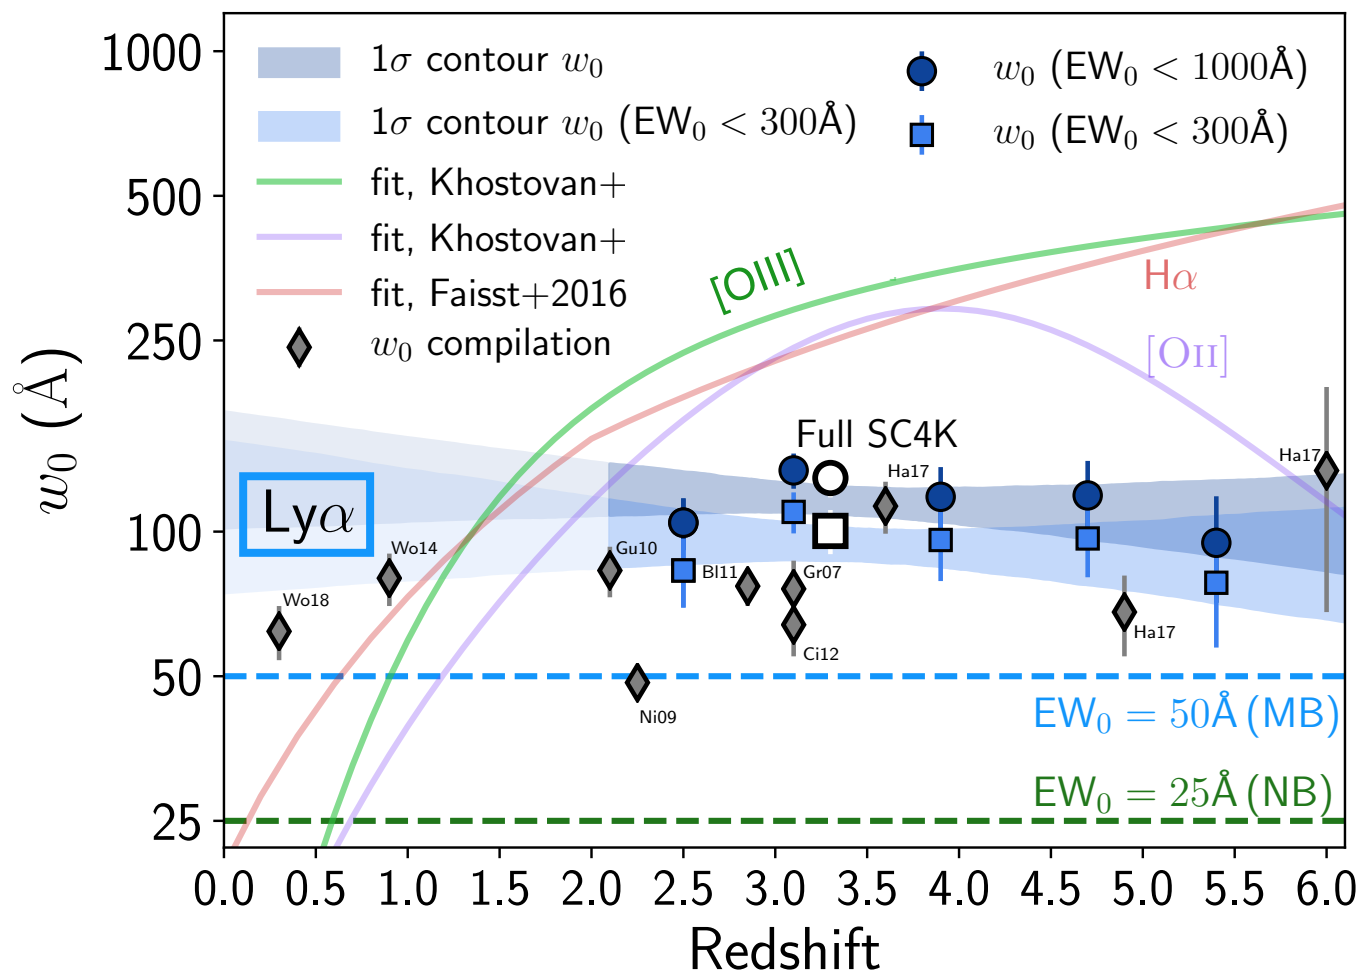 1σ contour w₀
1σ contour w₀ (EW₀ < 300Å)
fit, Khostovan+
fit, Khostovan+
fit, Faisst+2016
w₀ compilation
w₀ (EW₀ < 1000Å)
w₀ (EW₀ < 300Å)
[OIII]
Hα
[OII]
Full SC4K
Lyα
Wo18
Wo14
Gu10
Ni09
Bl11
Gr07
Ci12
Ha17
Ha17
Ha17
EW₀ = 50Å (MB)
EW₀ = 25Å (NB)
w₀ (Å)
1000
500
250
100
50
25
0.0 0.5 1.0 1.5 2.0 2.5 3.0 3.5 4.0 4.5 5.0 5.5 6.0
Redshift